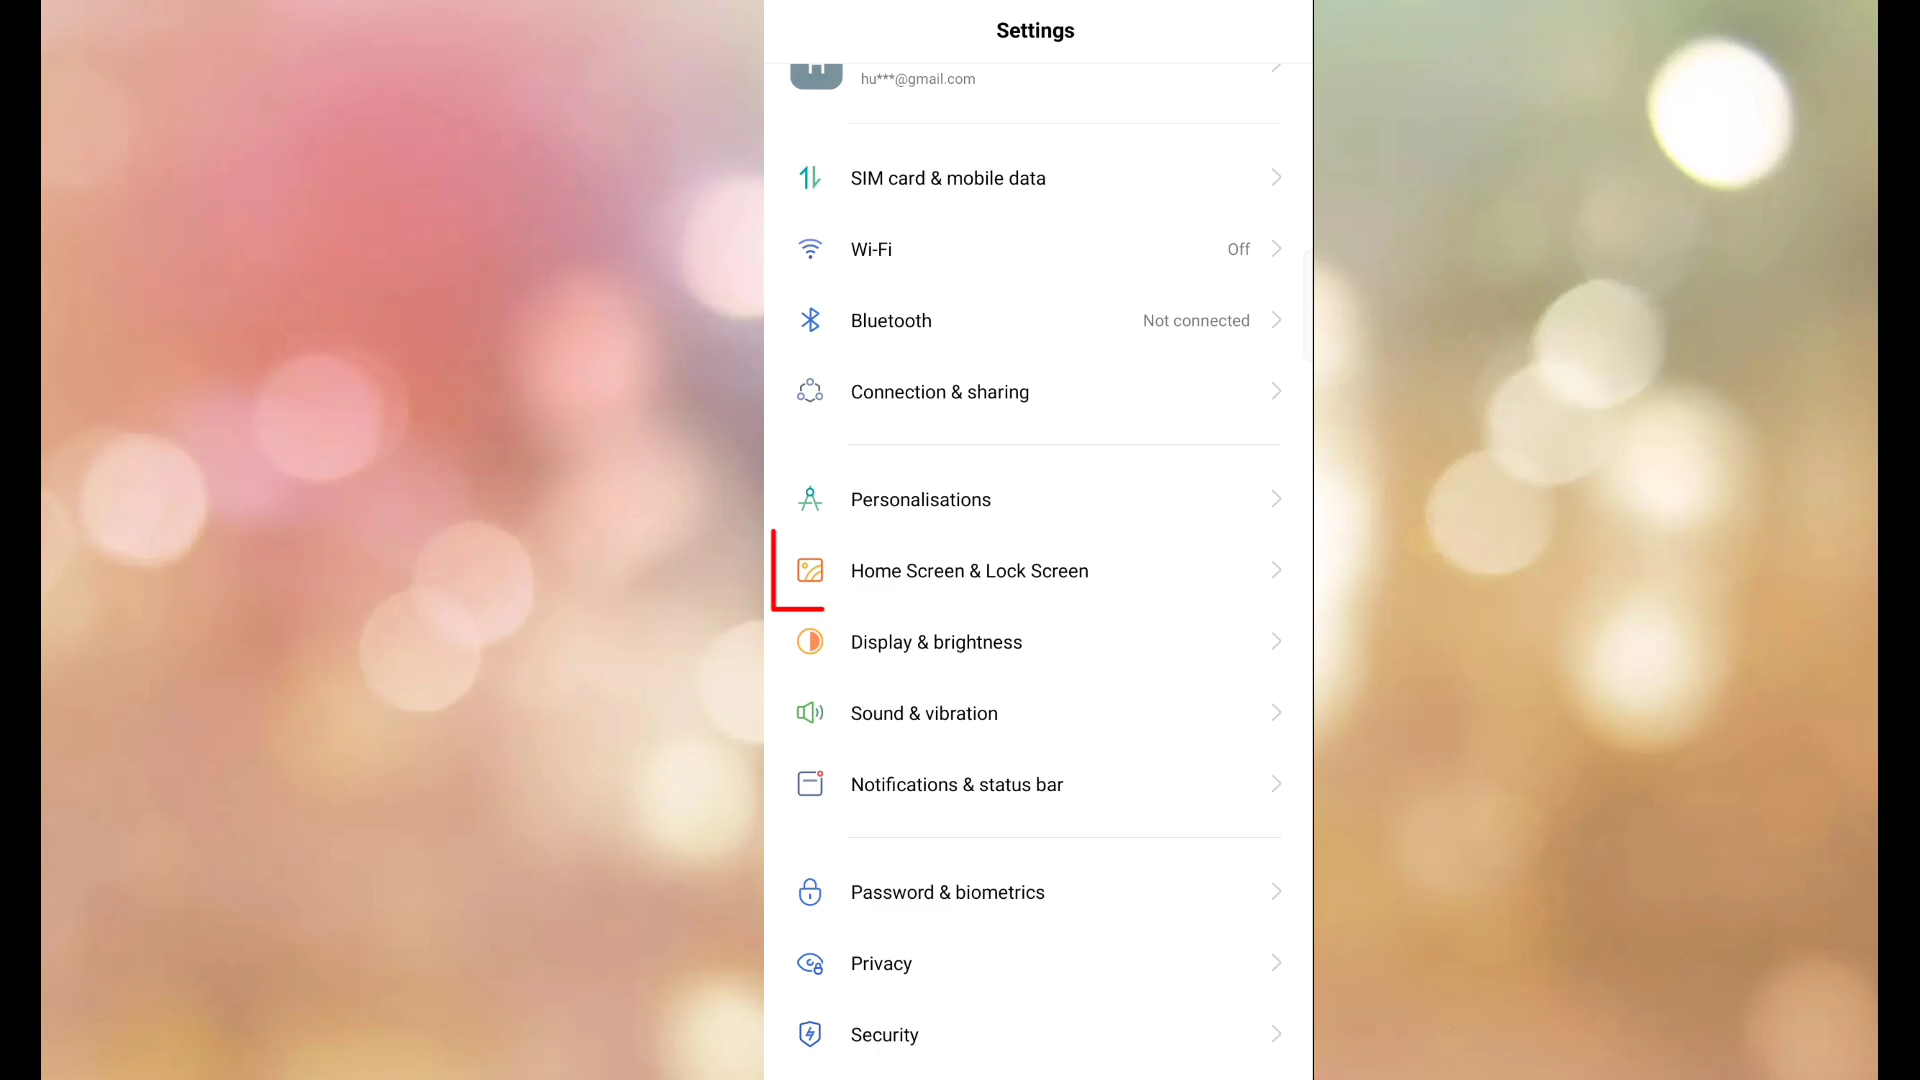 Settings
H
hu***@gmail.com
SIM card & mobile data
Wi-Fi Off
Bluetooth Not connected
Connection & sharing
Personalisations
Home Screen & Lock Screen
Display & brightness
Sound & vibration
Notifications & status bar
Password & biometrics
Privacy
Security